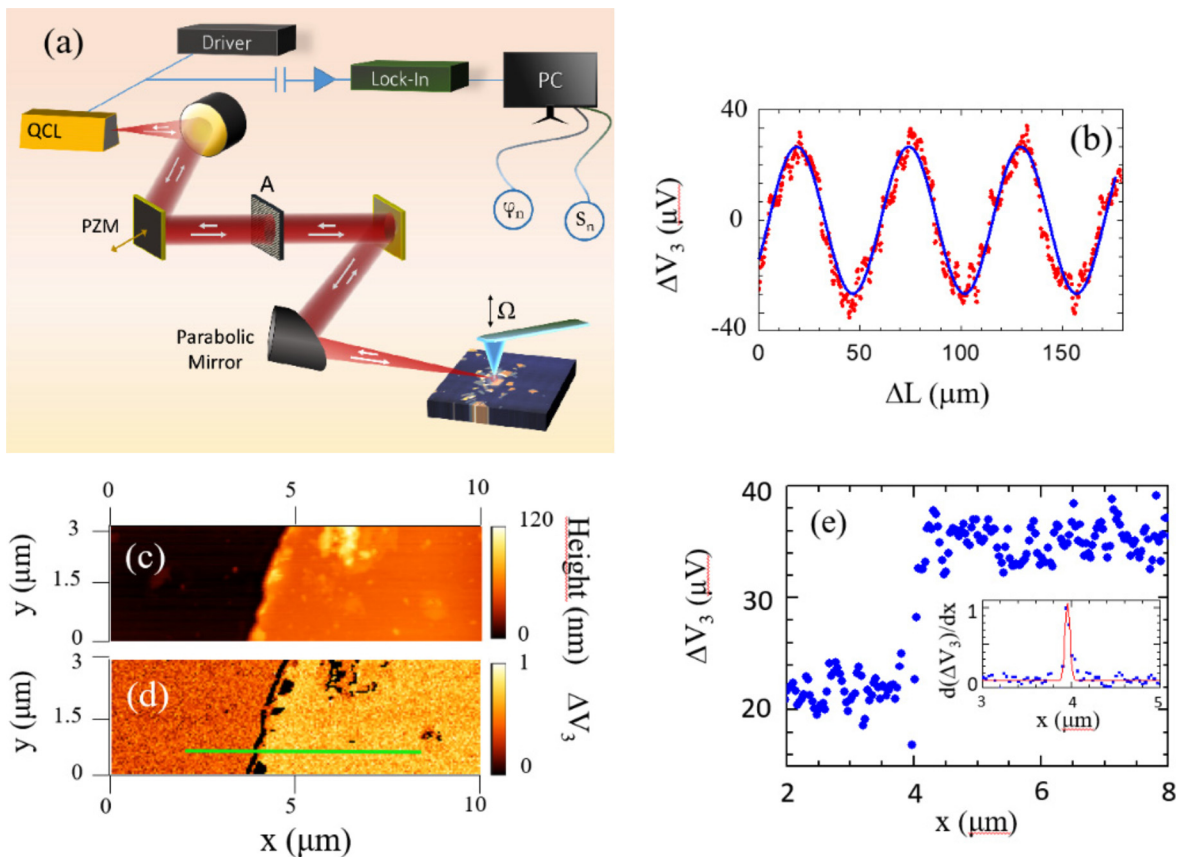 (a)
Driver
Lock-In
PC
QCL
A
PZM
φn
Sn
Ω
Parabolic
Mirror
(b)
ΔV3 (μV)
40
0
-40
0 50 100 150
ΔL (μm)
0 5 10
(c)
y (μm)
3
1.5
0
120
0
Height (nm)
(d)
y (μm)
3
1.5
0
1
0
ΔV3
0 5 10
x (μm)
(e)
ΔV3 (μV)
40
30
20
2 4 6 8
x (μm)
d(ΔV3)/dx
1
0
3 4 5
x (μm)